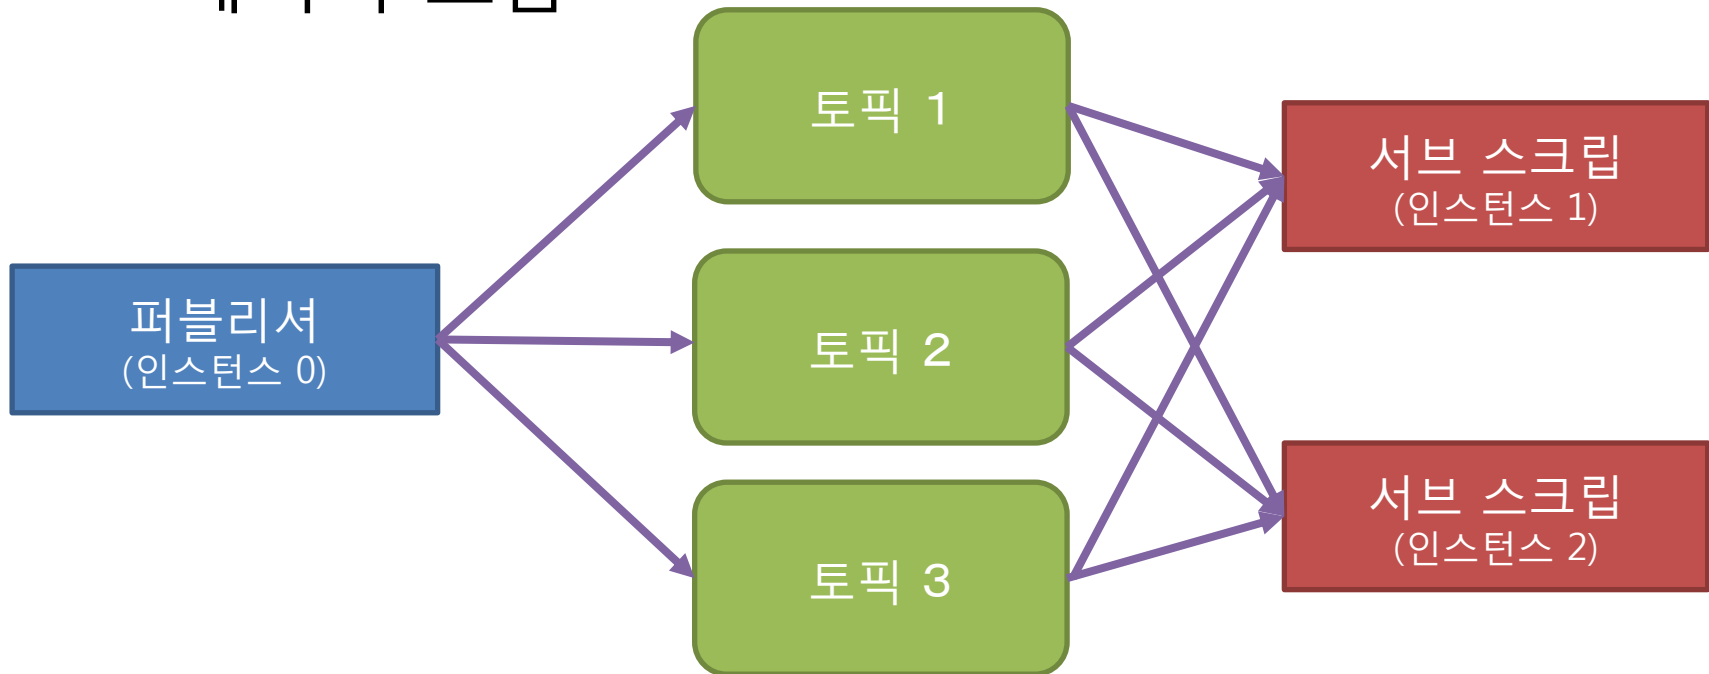 토픽 1
서브 스크립
(인스턴스 1)
퍼블리셔
(인스턴스 0)
토픽 2
서브 스크립
(인스턴스 2)
토픽 3